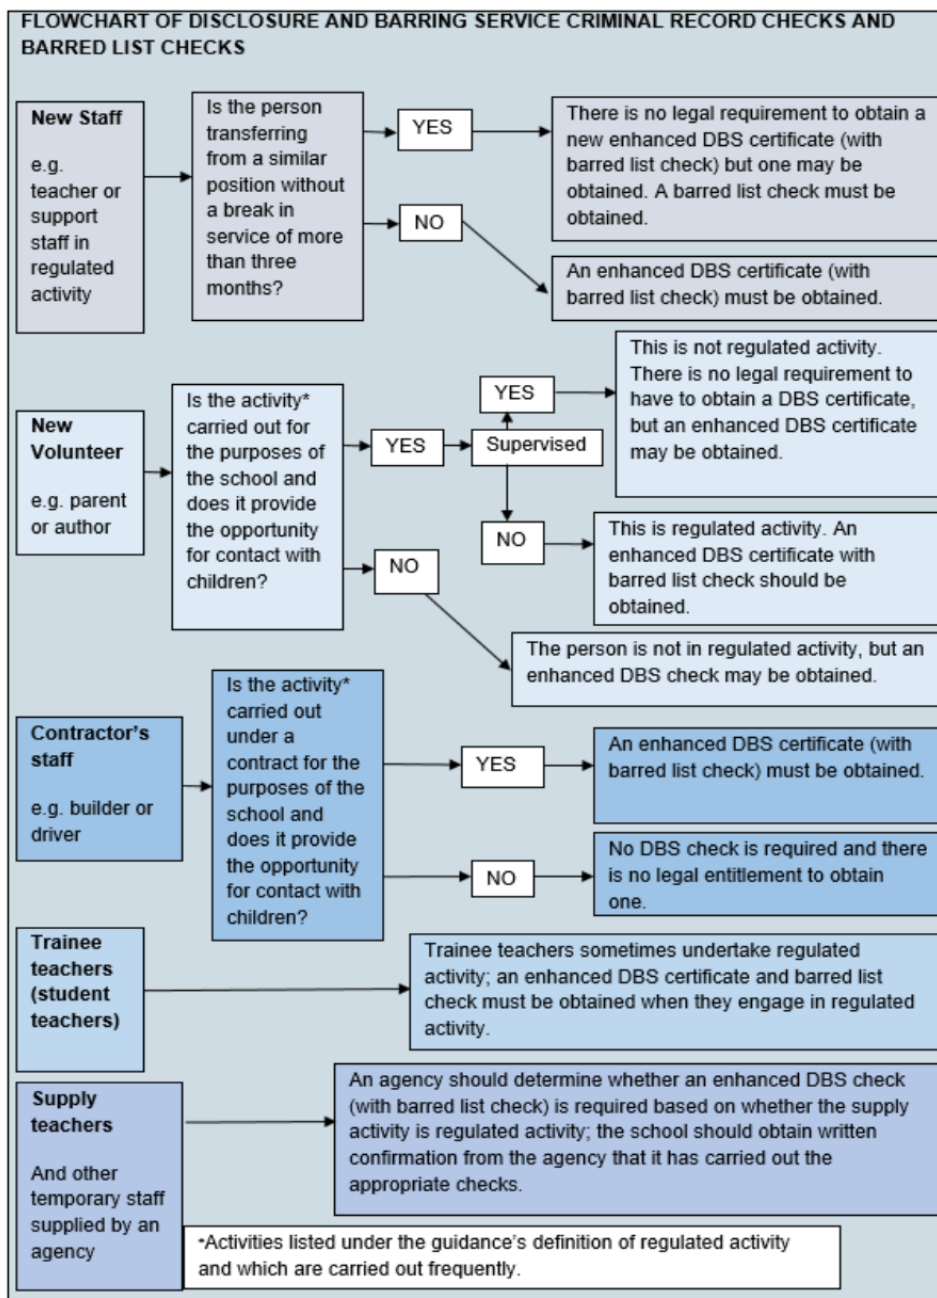 FLOWCHART OF DISCLOSURE AND BARRING SERVICE CRIMINAL RECORD CHECKS AND
BARRED LIST CHECKS
New Staff
e.g.
teacher or
support
staff in
regulated
activity
Is the person
transferring
from a similar
position without
a break in
service of more
than three
months?
YES
There is no legal requirement to obtain a
new enhanced DBS certificate (with
barred list check) but one may be
obtained. A barred list check must be
obtained.
NO
An enhanced DBS certificate (with
barred list check) must be obtained.
New
Volunteer
e.g. parent
or author
Is the activity*
carried out for
the purposes of
the school and
does it provide
the opportunity
for contact with
children?
YES
Supervised
YES
This is not regulated activity.
There is no legal requirement to
have to obtain a DBS certificate,
but an enhanced DBS certificate
may be obtained.
NO
This is regulated activity. An
enhanced DBS certificate with
barred list check should be
obtained.
NO
The person is not in regulated activity, but an
enhanced DBS check may be obtained.
Contractor's
staff
e.g. builder or
driver
Is the activity*
carried out
under a
contract for the
purposes of the
school and
does it provide
the opportunity
for contact with
children?
YES
An enhanced DBS certificate (with
barred list check) must be obtained.
NO
No DBS check is required and there
is no legal entitlement to obtain
one.
Trainee
teachers
(student
teachers)
Trainee teachers sometimes undertake regulated
activity; an enhanced DBS certificate and barred list
check must be obtained when they engage in regulated
activity.
Supply
teachers
And other
temporary staff
supplied by an
agency
An agency should determine whether an enhanced DBS check
(with barred list check) is required based on whether the supply
activity is regulated activity; the school should obtain written
confirmation from the agency that it has carried out the
appropriate checks.
*Activities listed under the guidance's definition of regulated activity
and which are carried out frequently.